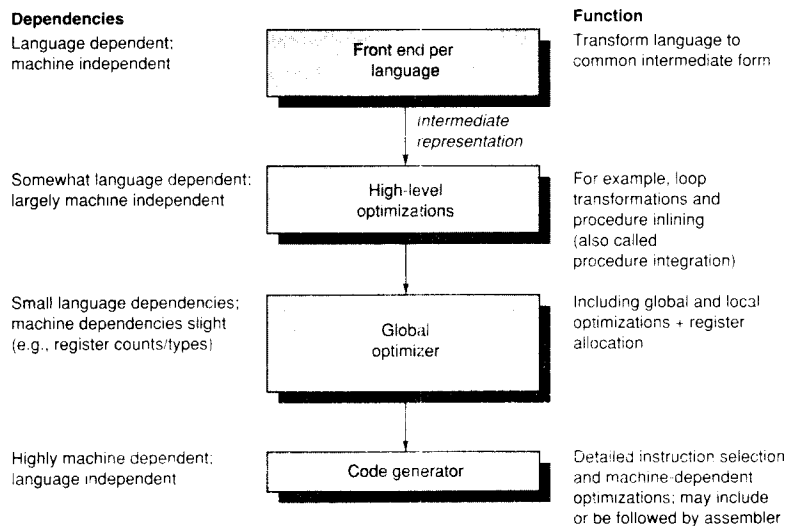 Dependencies
Language dependent;
machine independent
Front end per
language
Function
Transform language to
common intermediate form
intermediate
representation
Somewhat language dependent;
largely machine independent
High-level
optimizations
For example, loop
transformations and
procedure inlining
(also called
procedure integration)
Small language dependencies;
machine dependencies slight
(e.g., register counts/types)
Global
optimizer
Including global and local
optimizations + register
allocation
Highly machine dependent;
language independent
Code generator
Detailed instruction selection
and machine-dependent
optimizations; may include
or be followed by assembler